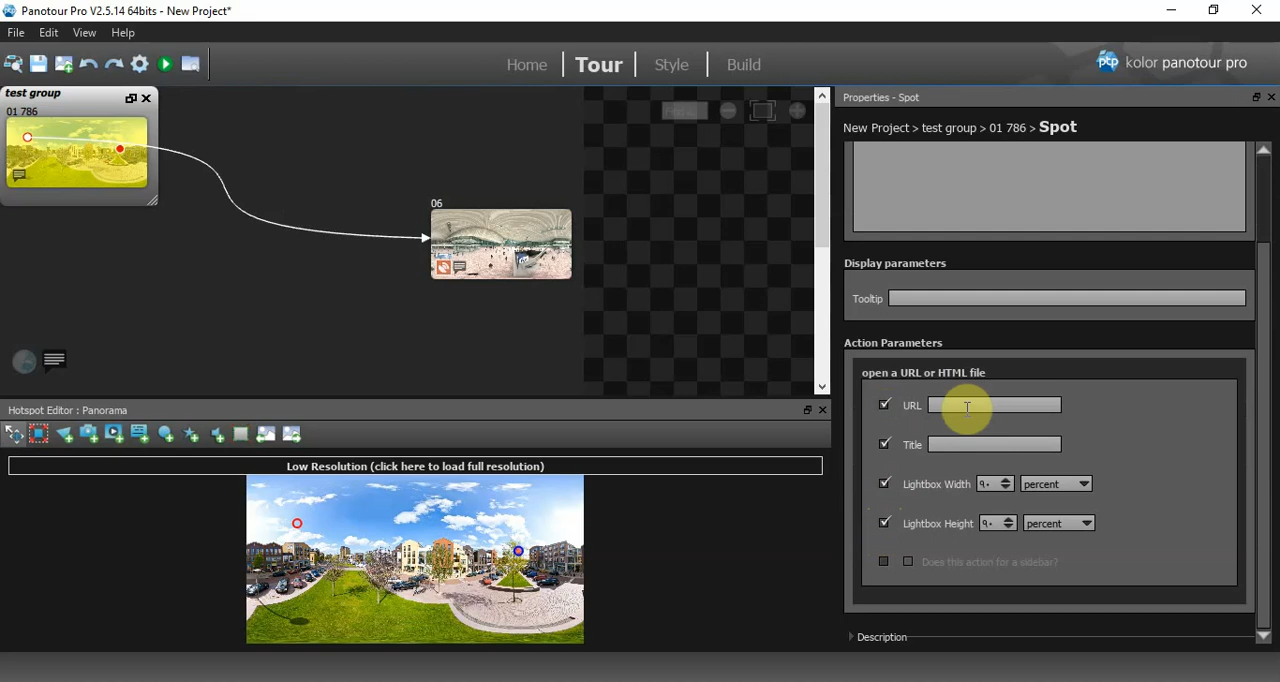 Panotour Pro V2.5.14 64bits - New Project*
File Edit View Help
Home Tour Style Build
ptp kolor panotour pro
test group
01 786
06
Properties - Spot
New Project > test group > 01 786 > Spot
Display parameters
Tooltip
Action Parameters
open a URL or HTML file
URL
Title
Lightbox Width ۹۰ percent
Lightbox Height ۹۰ percent
Does this action for a sidebar?
Description
Hotspot Editor : Panorama
Low Resolution (click here to load full resolution)